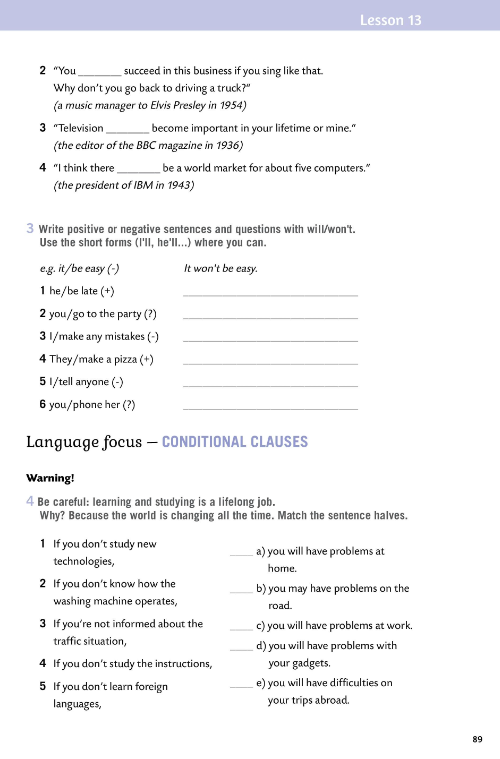 Lesson 13
2 "You _______ succeed in this business if you sing like that.
Why don't you go back to driving a truck?"
(a music manager to Elvis Presley in 1954)
3 "Television _______ become important in your lifetime or mine."
(the editor of the BBC magazine in 1936)
4 "I think there _______ be a world market for about five computers."
(the president of IBM in 1943)
3 Write positive or negative sentences and questions with will/won't.
Use the short forms (I'll, he'll...) where you can.
e.g. it/be easy (-) It won't be easy.
1 he/be late (+) ____________________
2 you/go to the party (?) ____________________
3 I/make any mistakes (-) ____________________
4 They/make a pizza (+) ____________________
5 I/tell anyone (-) ____________________
6 you/phone her (?) ____________________
Language focus – CONDITIONAL CLAUSES
Warning!
4 Be careful: learning and studying is a lifelong job.
Why? Because the world is changing all the time. Match the sentence halves.
1 If you don't study new
technologies,
2 If you don't know how the
washing machine operates,
3 If you're not informed about the
traffic situation,
4 If you don't study the instructions,
5 If you don't learn foreign
languages,
____ a) you will have problems at
home.
____ b) you may have problems on the
road.
____ c) you will have problems at work.
____ d) you will have problems with
your gadgets.
____ e) you will have difficulties on
your trips abroad.
89